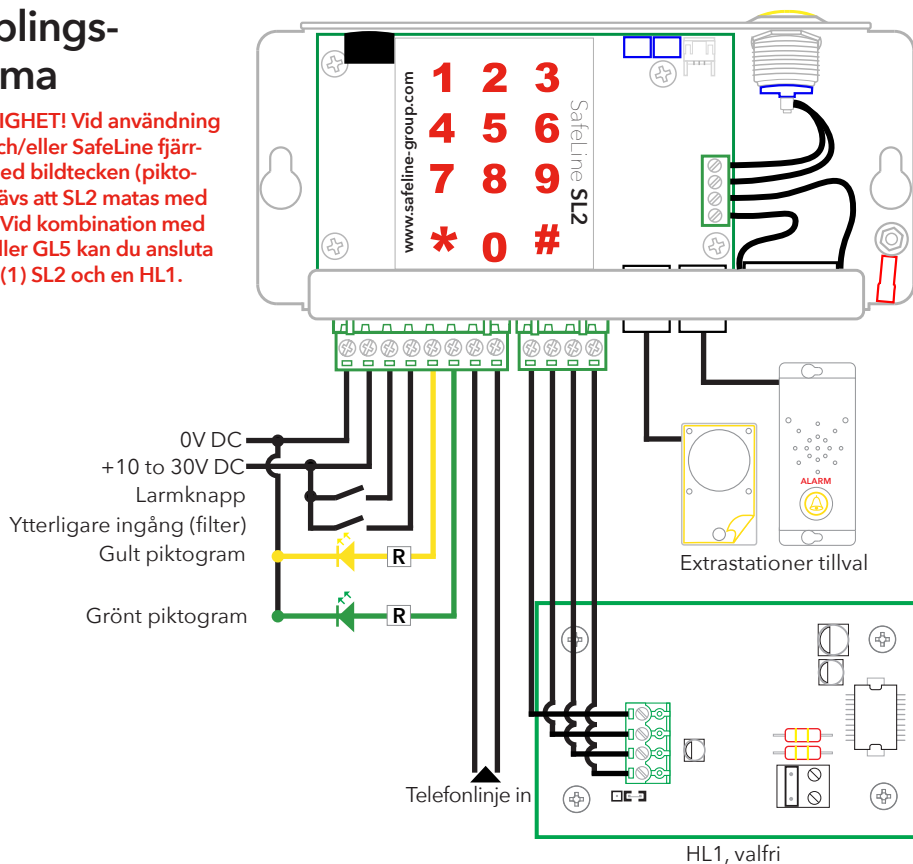 plings-
ma
IGHET! Vid användning
ch/eller SafeLine fjärr-
ed bildtecken (pikto-
ävs att SL2 matas med
Vid kombination med
ller GL5 kan du ansluta
(1) SL2 och en HL1.
www.safeline-group.com
1 2 3
4 5 6
7 8 9
* 0 #
SafeLine SL2
0V DC
+10 to 30V DC
Larmknapp
Ytterligare ingång (filter)
Gult piktogram
R
Grönt piktogram
R
Telefonlinje in
ALARM
Extrastationer tillval
HL1, valfri